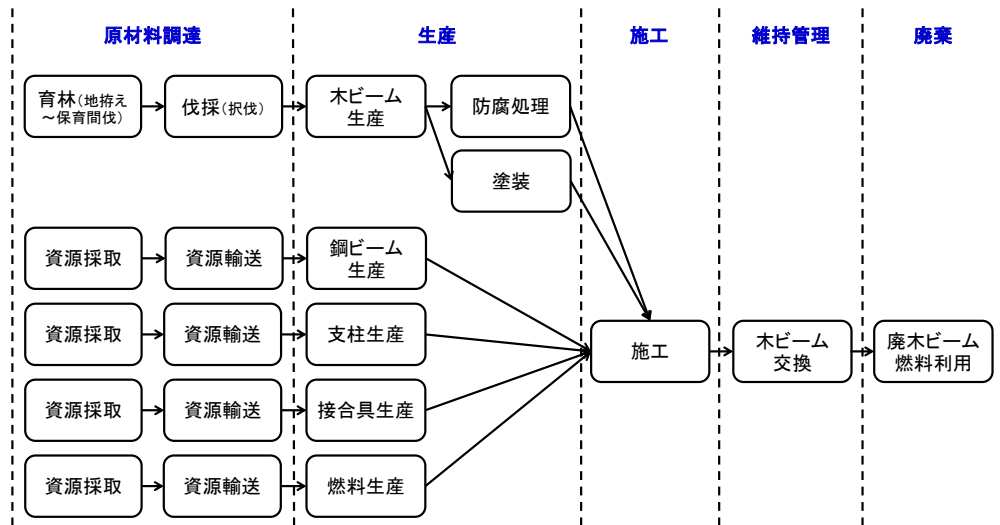 原材料調達
生産
施工
維持管理
廃棄
育林(地拵え
～保育間伐)
伐採(択伐)
木ビーム
生産
防腐処理
塗装
資源採取
資源輸送
鋼ビーム
生産
資源採取
資源輸送
支柱生産
施工
木ビーム
交換
廃木ビーム
燃料利用
資源採取
資源輸送
接合具生産
資源採取
資源輸送
燃料生産